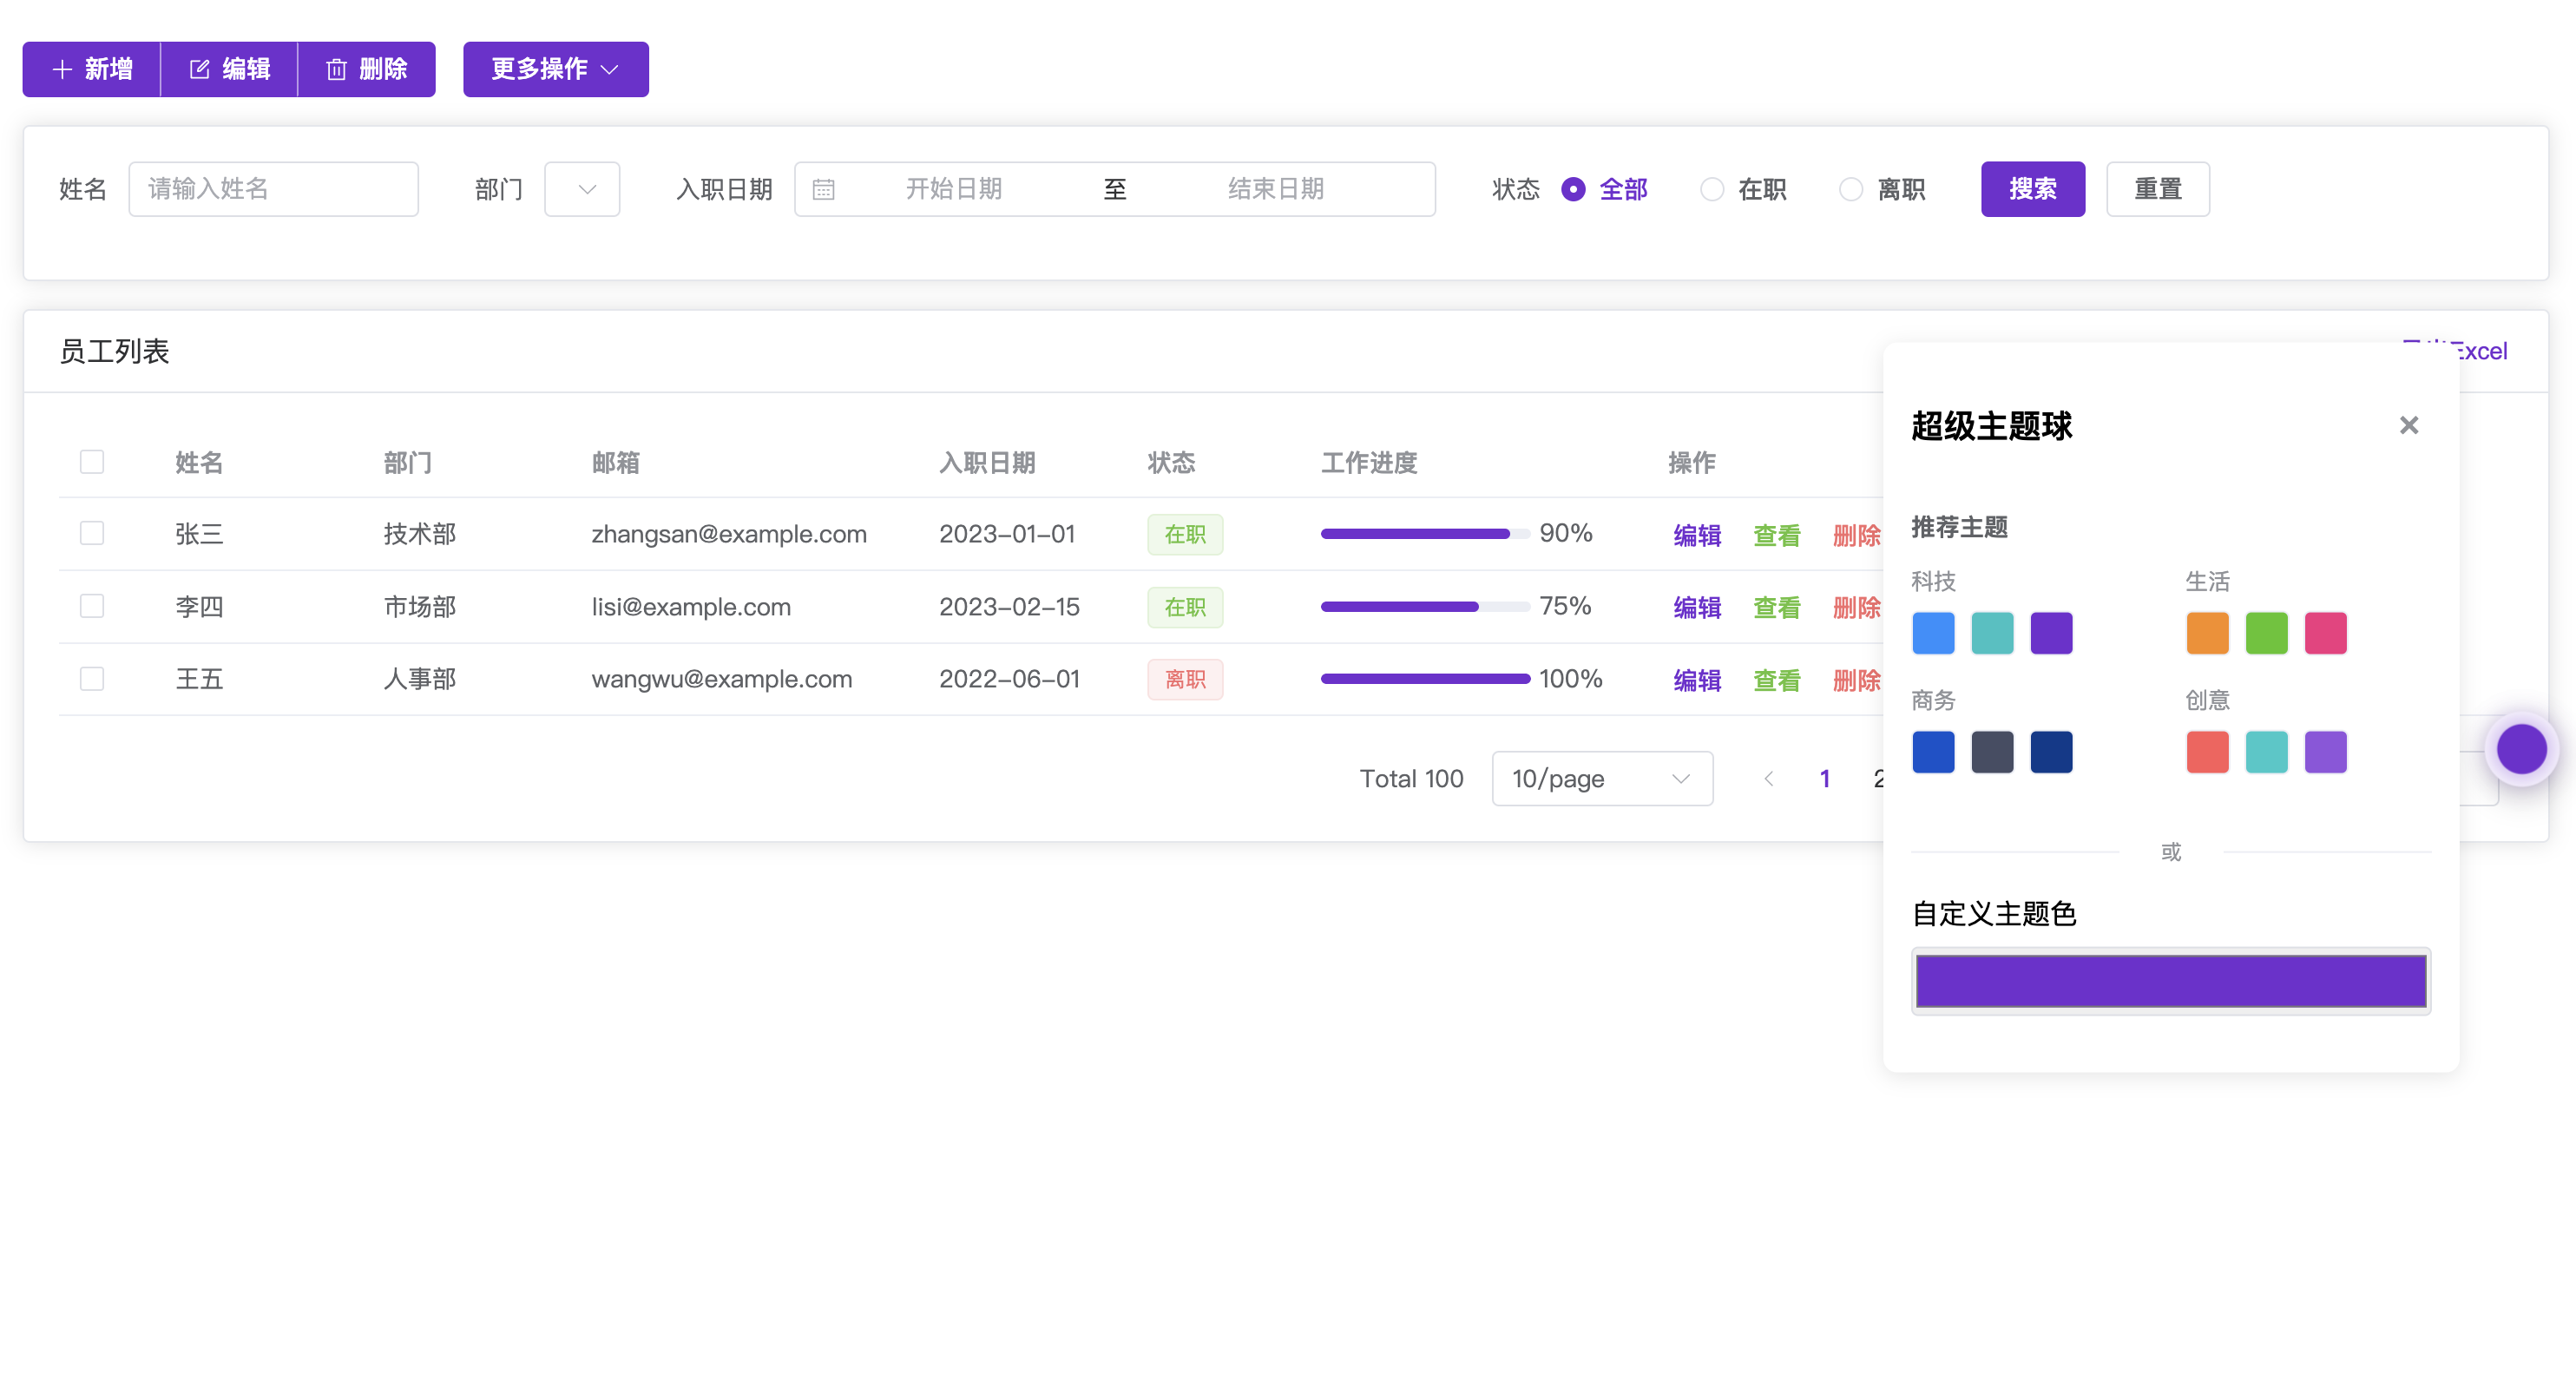 新增 编辑 删除 更多操作
姓名 请输入姓名 部门 入职日期 开始日期 至 结束日期 状态 全部 在职 离职 搜索 重置
员工列表 Excel
姓名 部门 邮箱 入职日期 状态 工作进度 操作
张三 技术部 zhangsan@example.com 2023-01-01 在职 90% 编辑 查看 删除
李四 市场部 lisi@example.com 2023-02-15 在职 75% 编辑 查看 删除
王五 人事部 wangwu@example.com 2022-06-01 离职 100% 编辑 查看 删除
Total 100 10/page 1 2
超级主题球
推荐主题
科技 生活
商务 创意
或
自定义主题色